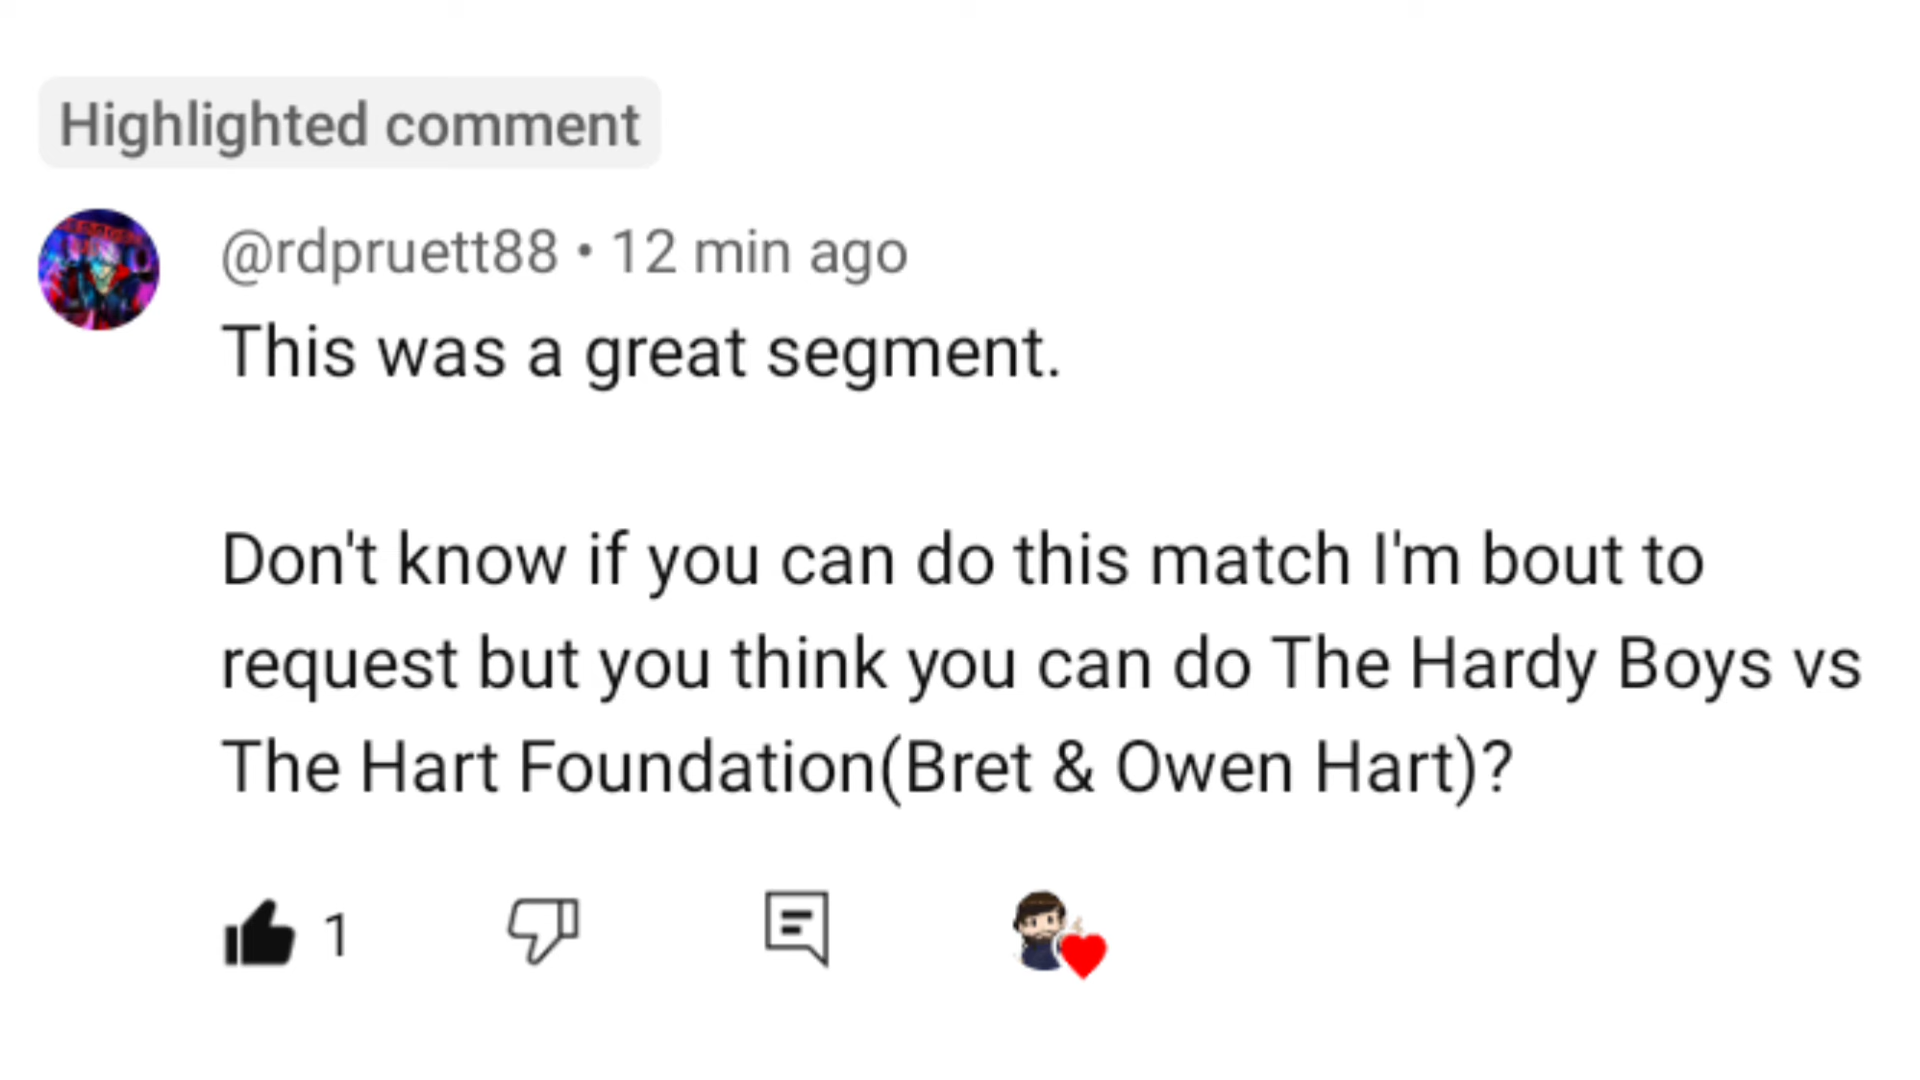 Highlighted comment
@rdpruett88 • 12 min ago
This was a great segment.
Don't know if you can do this match I'm bout to
request but you think you can do The Hardy Boys vs
The Hart Foundation(Bret & Owen Hart)?
1